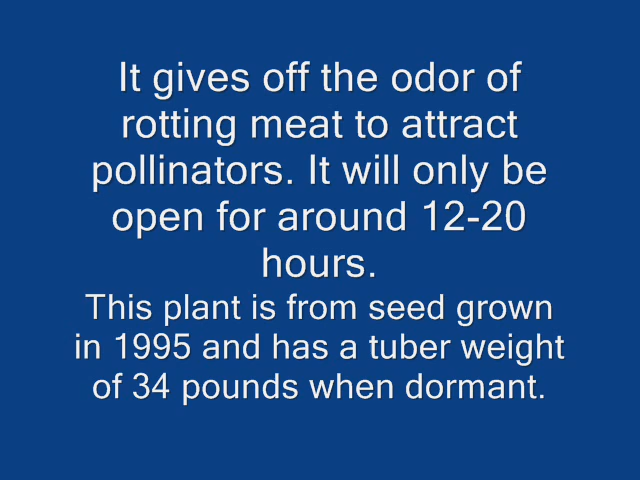 It gives off the odor of
rotting meat to attract
pollinators. It will only be
open for around 12-20
hours.
This plant is from seed grown
in 1995 and has a tuber weight
of 34 pounds when dormant.